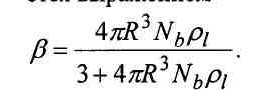 β = 4πR³N_bρ_l / (3 + 4πR³N_bρ_l).